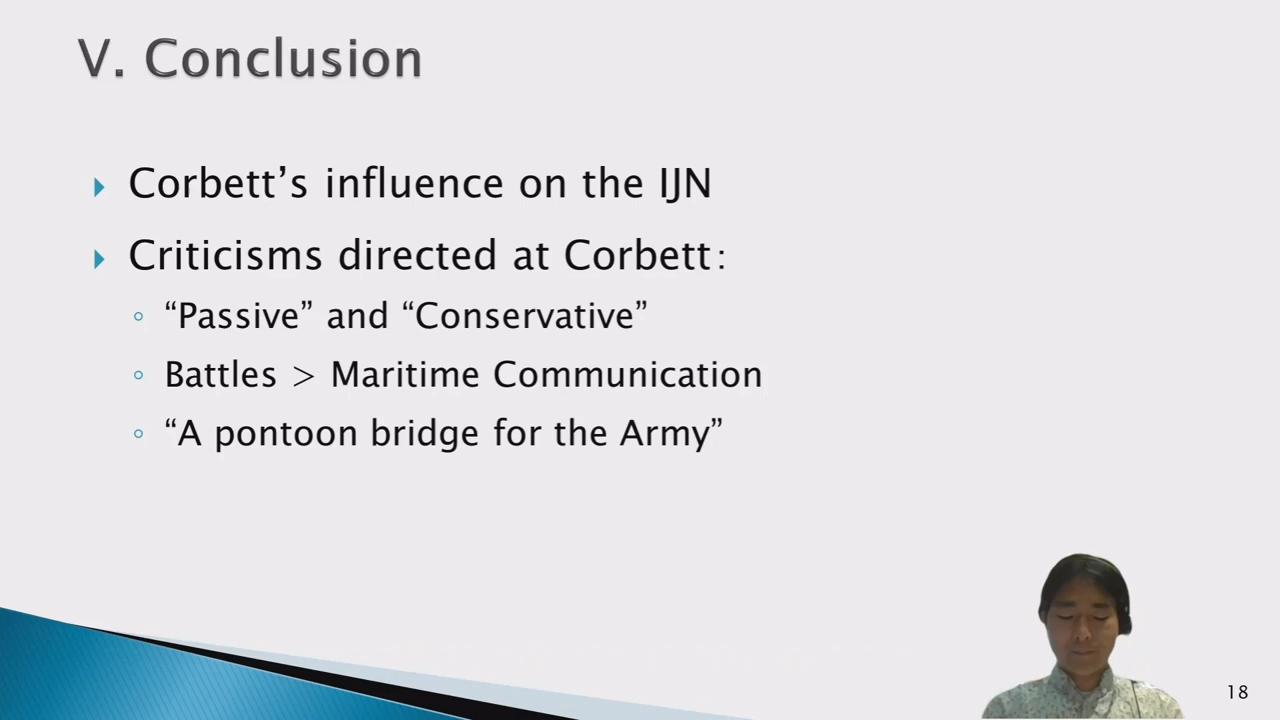 V. Conclusion
Corbett’s influence on the IJN
Criticisms directed at Corbett:
“Passive” and “Conservative”
Battles > Maritime Communication
“A pontoon bridge for the Army”
18